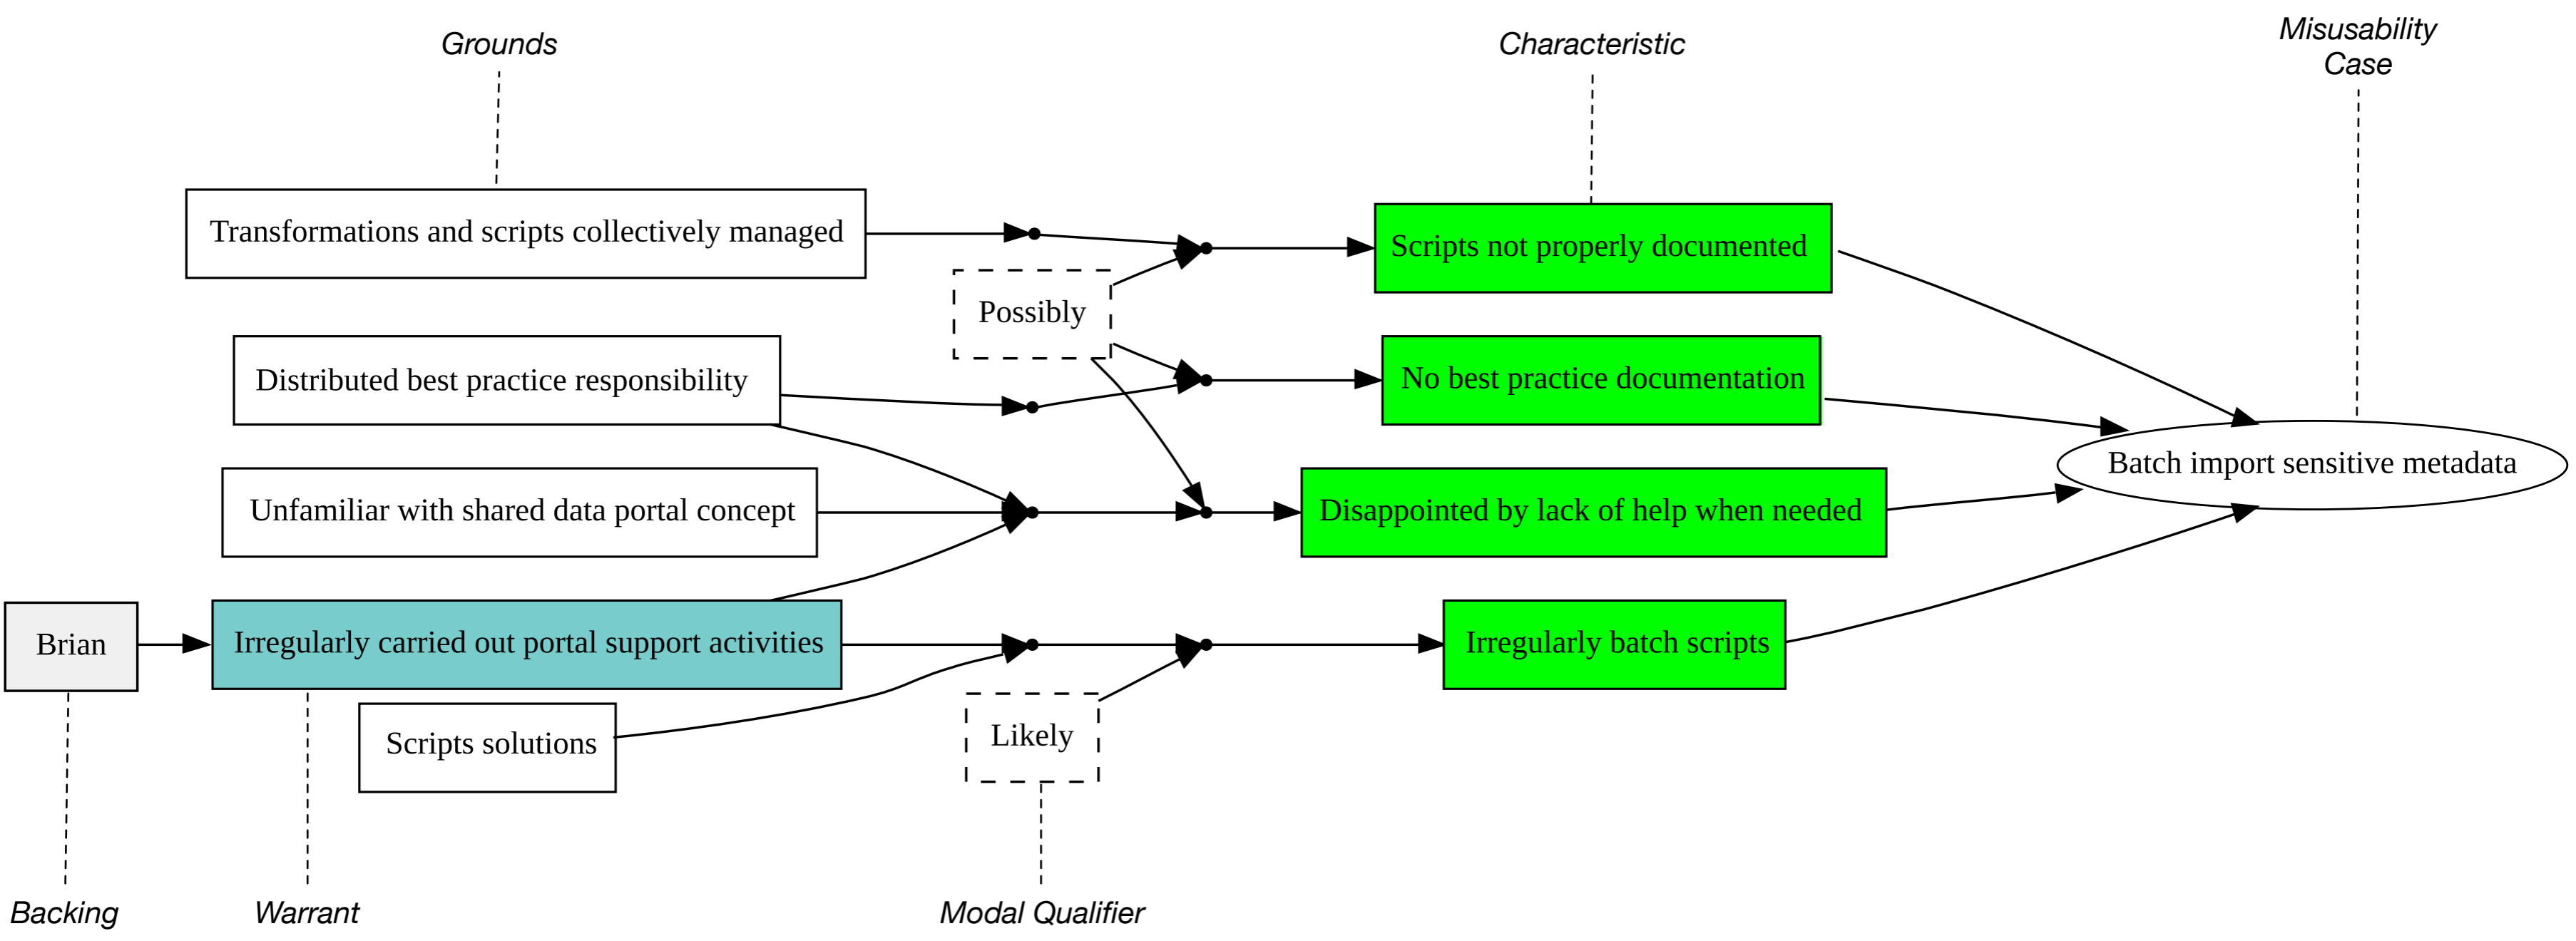 Grounds
Characteristic
Misusability
Case
Transformations and scripts collectively managed
Scripts not properly documented
Possibly
Distributed best practice responsibility
No best practice documentation
Batch import sensitive metadata
Unfamiliar with shared data portal concept
Disappointed by lack of help when needed
Brian
Irregularly carried out portal support activities
Irregularly batch scripts
Scripts solutions
Likely
Backing
Warrant
Modal Qualifier